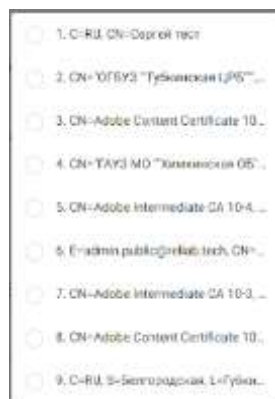 1. C=RU, CN=Сергей тест
2. CN="ОГБУЗ ""Губкинская ЦРБ""",...
3. CN=Adobe Content Certificate 10...
4. CN="ГАУЗ МО ""Химкинская ОБ"...
5. CN=Adobe Intermediate CA 10-4, ...
6. E=admin.public@reliab.tech, CN=...
7. CN=Adobe Intermediate CA 10-3, ...
8. CN=Adobe Content Certificate 10...
9. C=RU, S=Белгородская, L=Губки...